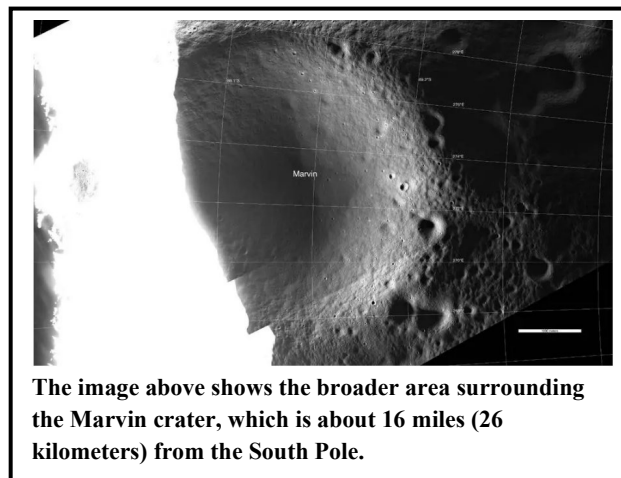 Marvin
The image above shows the broader area surrounding
the Marvin crater, which is about 16 miles (26
kilometers) from the South Pole.